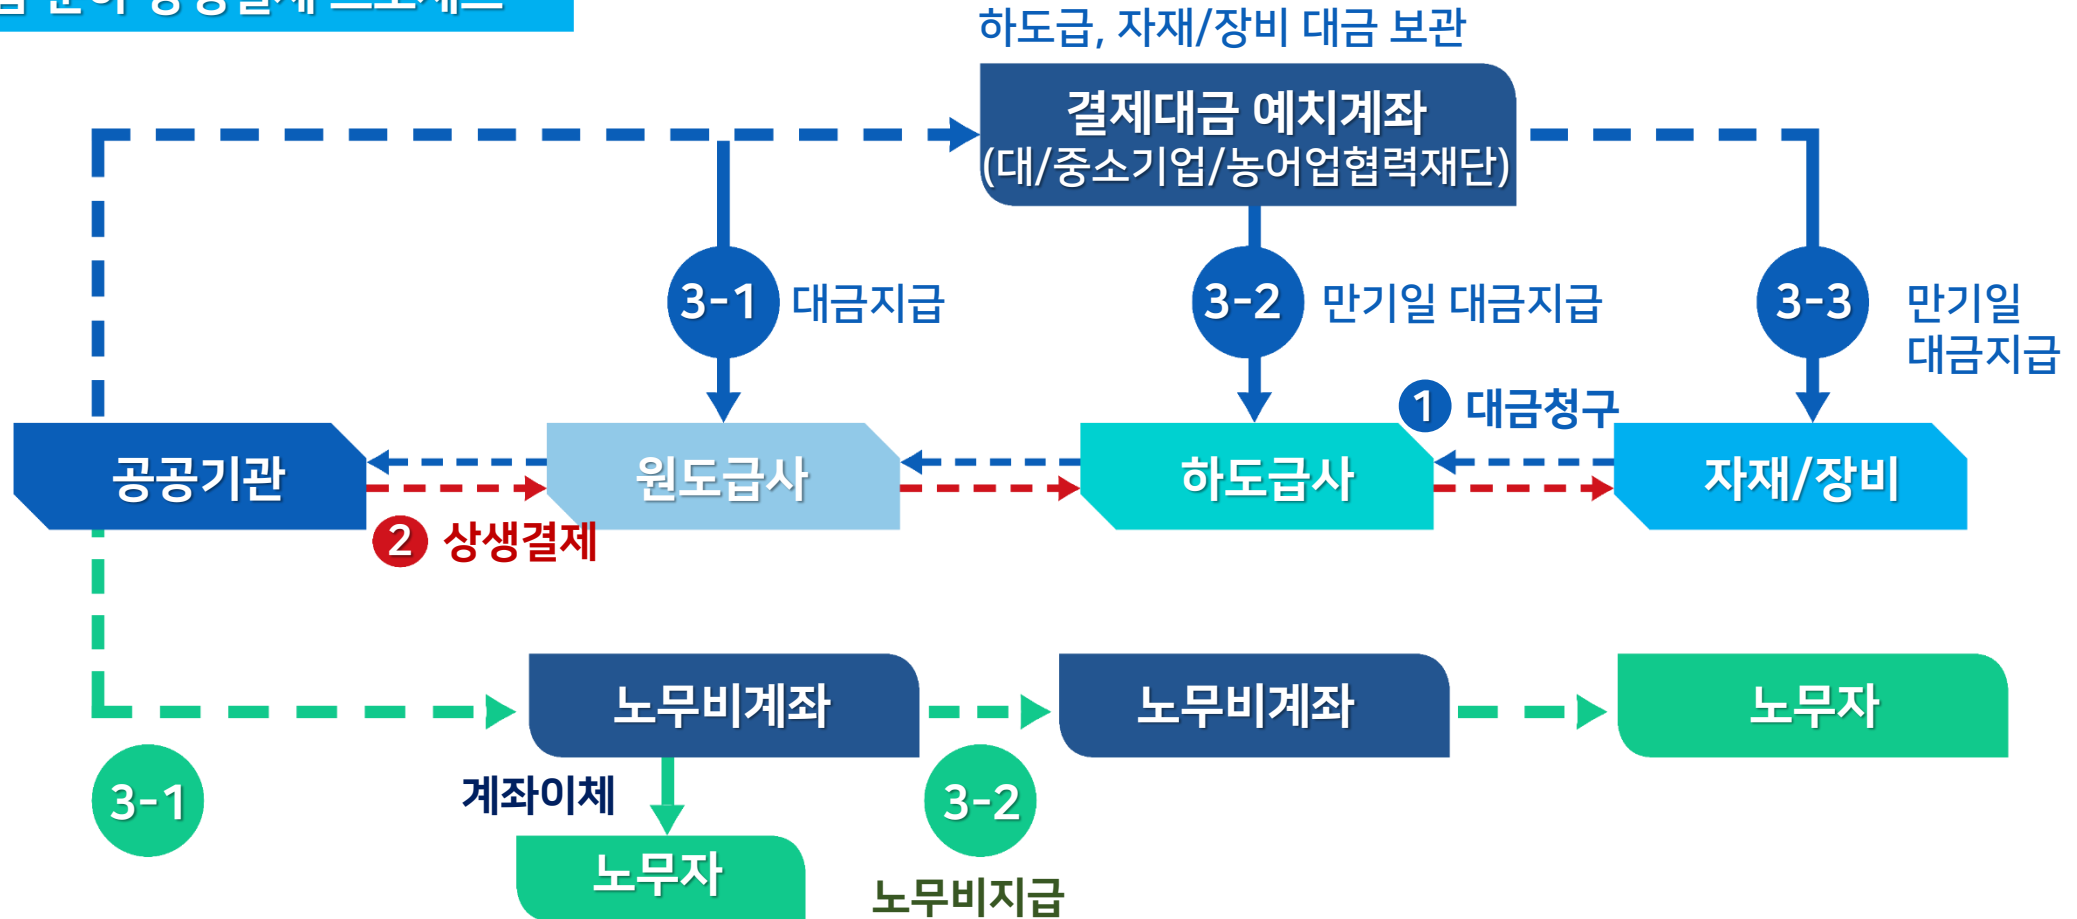 하도급, 자재/장비 대금 보관
결제대금 예치계좌
(대/중소기업/농어업협력재단)
3-1 대금지급
3-2 만기일 대금지급
3-3 만기일
대금지급
1 대금청구
공공기관
원도급사
하도급사
자재/장비
2 상생결제
노무비계좌
노무비계좌
노무자
3-1
계좌이체
3-2
노무자
노무비지급